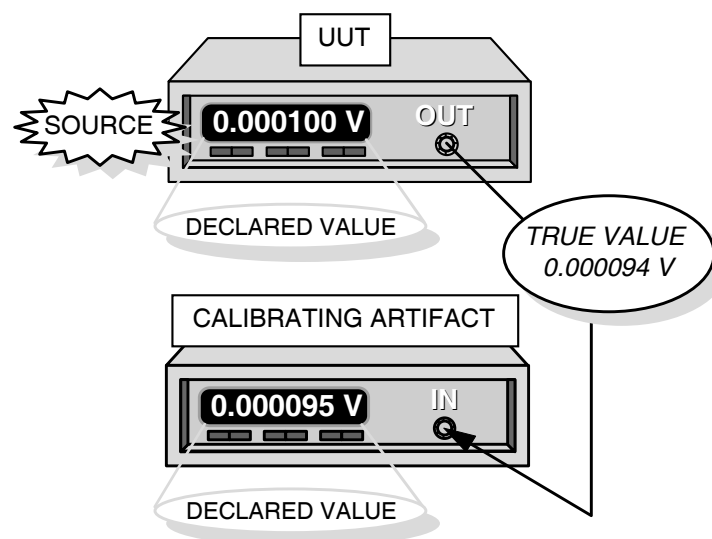 UUT
SOURCE
0.000100 V
OUT
DECLARED VALUE
TRUE VALUE
0.000094 V
CALIBRATING ARTIFACT
0.000095 V
IN
DECLARED VALUE